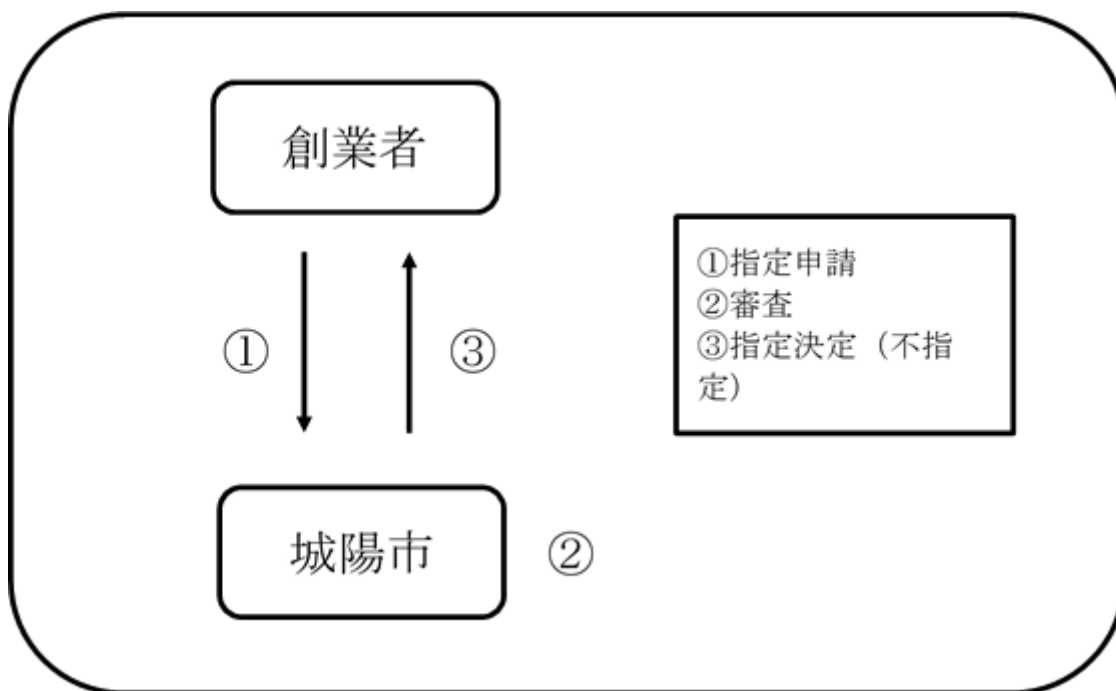 創業者
①
③
①指定申請
②審査
③指定決定（不指
定）
城陽市
②